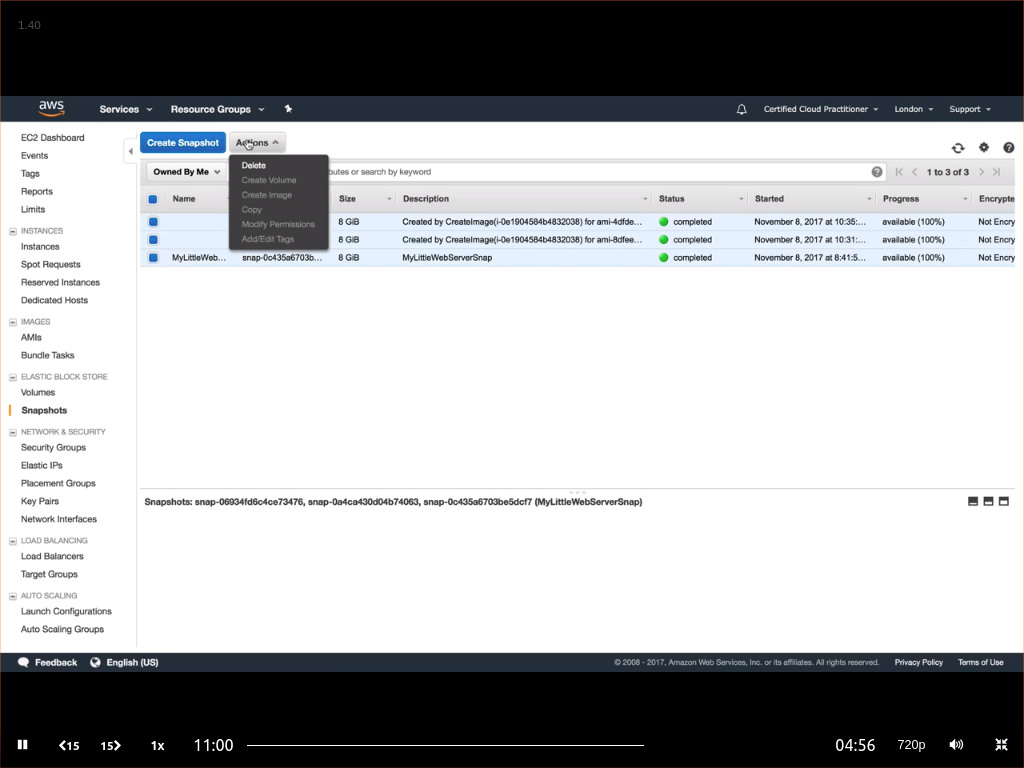 1.40
aws Services Resource Groups Certified Cloud Practitioner London Support
EC2 Dashboard
Events
Tags
Reports
Limits
INSTANCES
Instances
Spot Requests
Reserved Instances
Dedicated Hosts
IMAGES
AMIs
Bundle Tasks
ELASTIC BLOCK STORE
Volumes
Snapshots
NETWORK & SECURITY
Security Groups
Elastic IPs
Placement Groups
Key Pairs
Network Interfaces
LOAD BALANCING
Load Balancers
Target Groups
AUTO SCALING
Launch Configurations
Auto Scaling Groups
Create Snapshot Actions
Delete
Create Volume
Create Image
Copy
Modify Permissions
Add/Edit Tags
Owned By Me butes or search by keyword 1 to 3 of 3
Name Size Description Status Started Progress Encrypte
8 GiB Created by CreateImage(i-0e1904584b4832038) for ami-4dfde... completed November 8, 2017 at 10:35:... available (100%) Not Encry
8 GiB Created by CreateImage(i-0e1904584b4832038) for ami-8dfee... completed November 8, 2017 at 10:31:... available (100%) Not Encry
MyLittleWeb... snap-0c435a6703b... 8 GiB MyLittleWebServerSnap completed November 8, 2017 at 8:41:5... available (100%) Not Encry
Snapshots: snap-06934fd6c4ce73476, snap-0a4ca430d04b74063, snap-0c435a6703be5dcf7 (MyLittleWebServerSnap)
Feedback English (US) © 2008 - 2017, Amazon Web Services, Inc. or its affiliates. All rights reserved. Privacy Policy Terms of Use
15 15 1x 11:00 04:56 720p